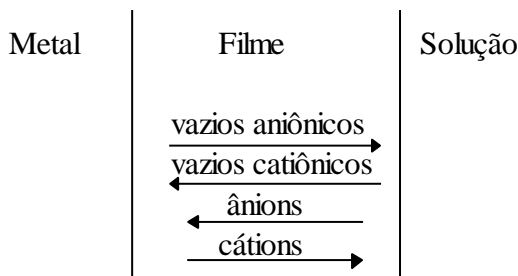 Metal Filme Solução
vazios aniônicos
vazios catiônicos
ânions
cátions